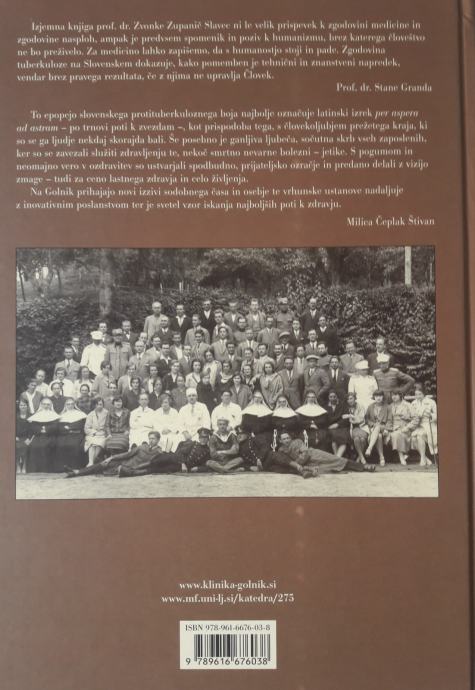 Izjemna knjiga prof. dr. Zvonke Zupanič Slavec ni le velik prispevek k zgodovini medicine in
zgodovine nasploh, ampak je predvsem spomenik in poziv k humanizmu, brez katerega človeštvo
ne bo preživelo. Za medicino lahko zapišemo, da s humanostjo stoji in pade. Zgodovina
tuberkuloze na Slovenskem dokazuje, kako pomemben je tehnični in znanstveni napredek,
vendar brez pravega rezultata, če z njima ne upravlja Človek.
Prof. dr. Stane Granda
To epopejo slovenskega protituberkuloznega boja najbolje označuje latinski izrek per aspera
ad astram – po trnovi poti k zvezdam –, kot prispodoba tega, s človekoljubjem prežetega kraja, ki
so se ga ljudje nekdaj skorajda bali. Še posebno je ganljiva ljubeča, sočutna skrb vseh zaposlenih,
ker so se zavezali služiti zdravljenju te, nekoč smrtno nevarne bolezni – jetike. S pogumom in
neomajno vero v ozdravitev so ustvarjali spodbudno, prijateljsko ozračje in predano delali z vizijo
zmage – tudi za ceno lastnega zdravja in celo življenja.
Na Golnik prihajajo novi izzivi sodobnega časa in osebje te vrhunske ustanove nadaljuje
z inovativnim poslanstvom ter je svetel vzor iskanja najboljših poti k zdravju.
Milica Čeplak Štivan
www.klinika-golnik.si
www.mf.uni-lj.si/katedra/275
ISBN 978-961-6676-03-8
9 789616 676038